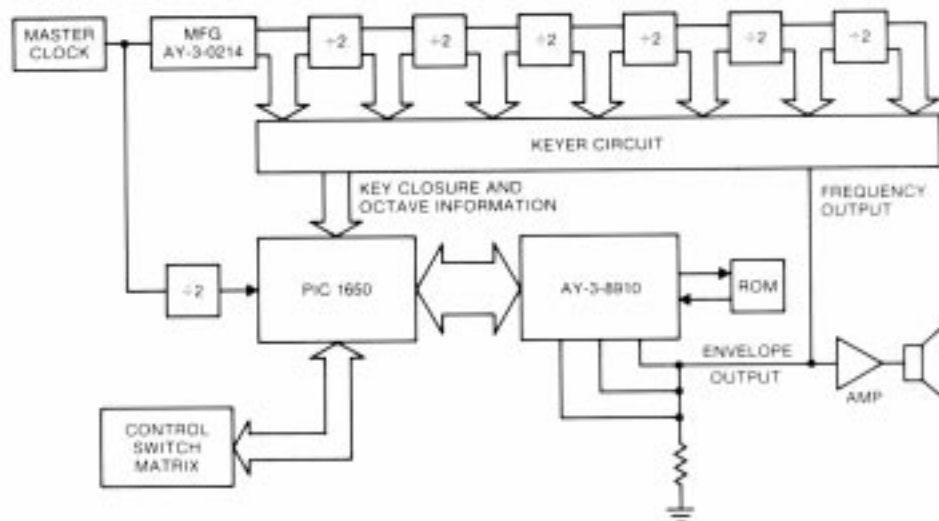 MASTER
CLOCK
MFG
AY-3-0214
÷2
÷2
÷2
÷2
÷2
÷2
KEYER CIRCUIT
KEY CLOSURE AND
OCTAVE INFORMATION
FREQUENCY
OUTPUT
÷2
PIC 1650
AY-3-8910
ROM
ENVELOPE
OUTPUT
AMP
CONTROL
SWITCH
MATRIX